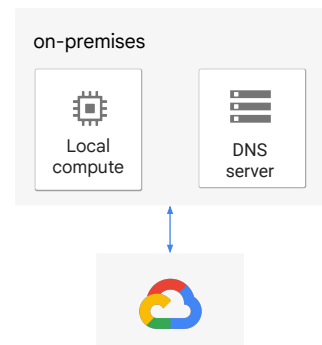 on-premises
Local
compute
DNS
server